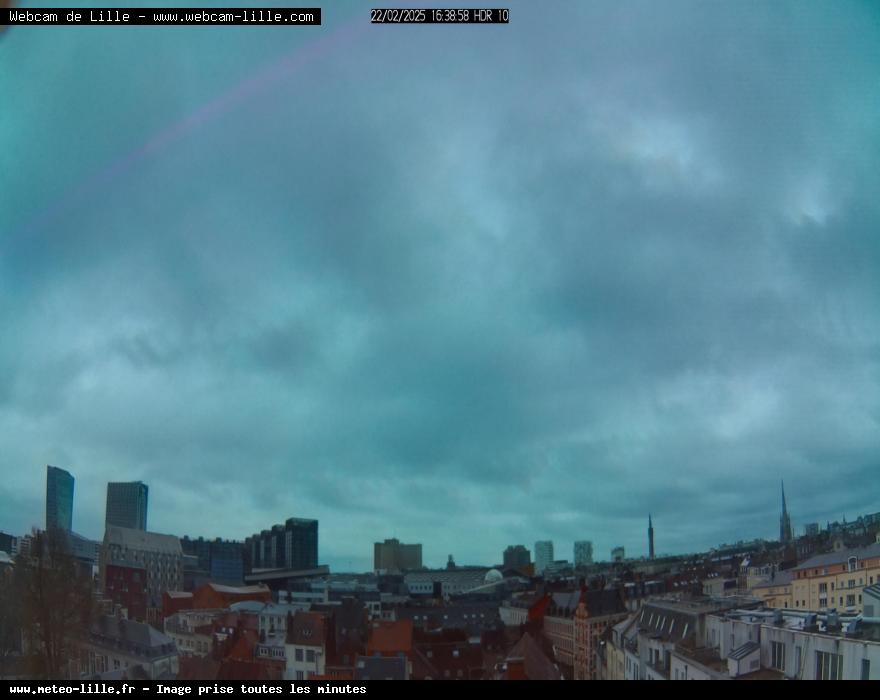 Webcam de Lille - www.webcam-lille.com
22/02/2025 16:38:58 HDR 10
www.meteo-lille.fr - Image prise toutes les minutes